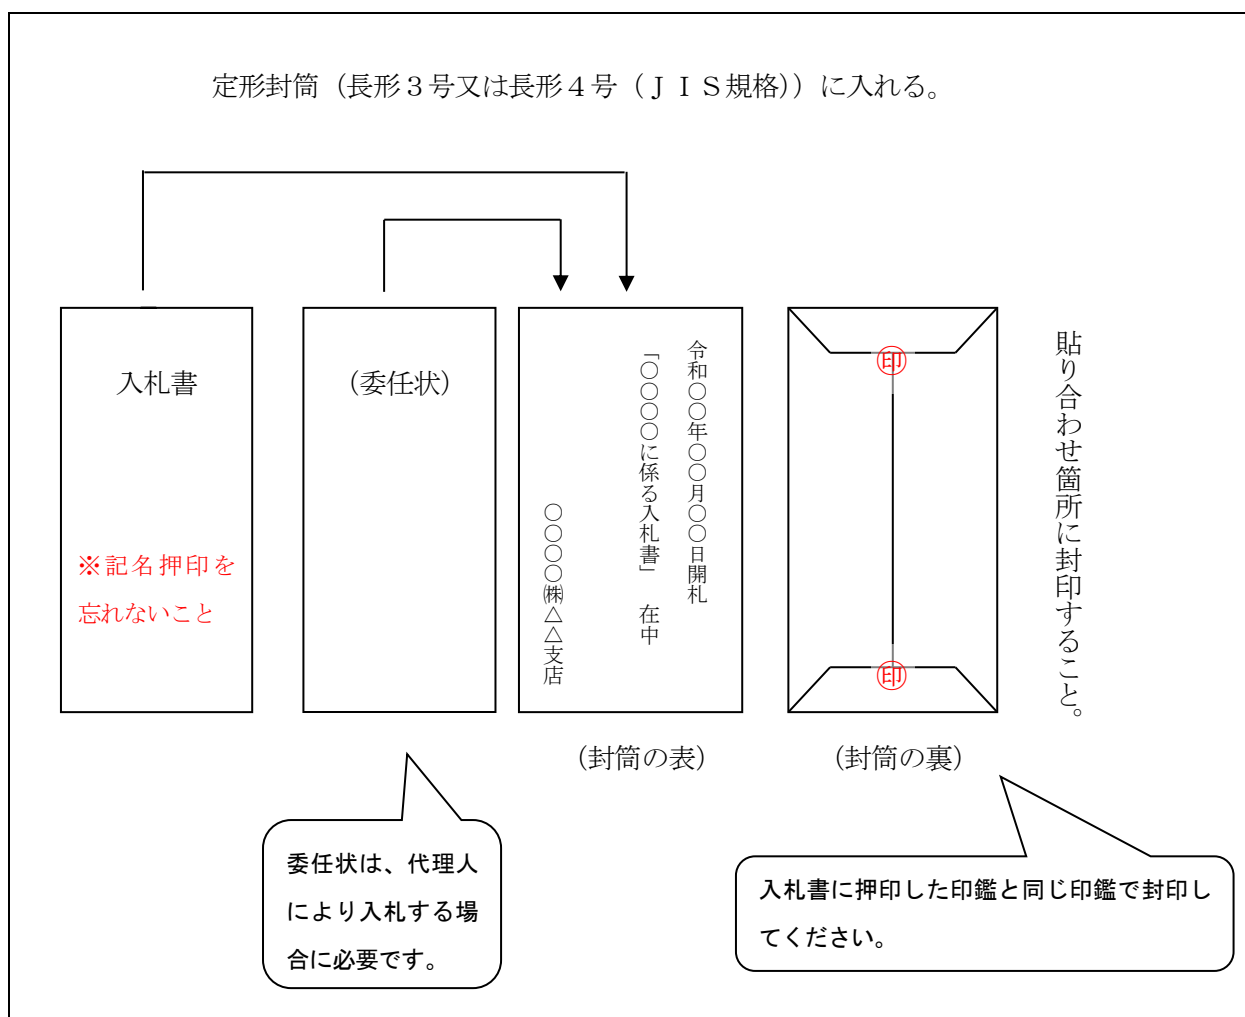 定形封筒（長形３号又は長形４号（ＪＩＳ規格））に入れる。
入札書
※記名押印を
忘れないこと
（委任状）
令和〇〇年〇〇月〇〇日開札
「〇〇〇〇に係る入札書」　在中
〇〇〇〇㈱△△支店
㊞
㊞
貼り合わせ箇所に封印すること。
（封筒の表）
（封筒の裏）
委任状は、代理人
により入札する場
合に必要です。
入札書に押印した印鑑と同じ印鑑で封印し
てください。